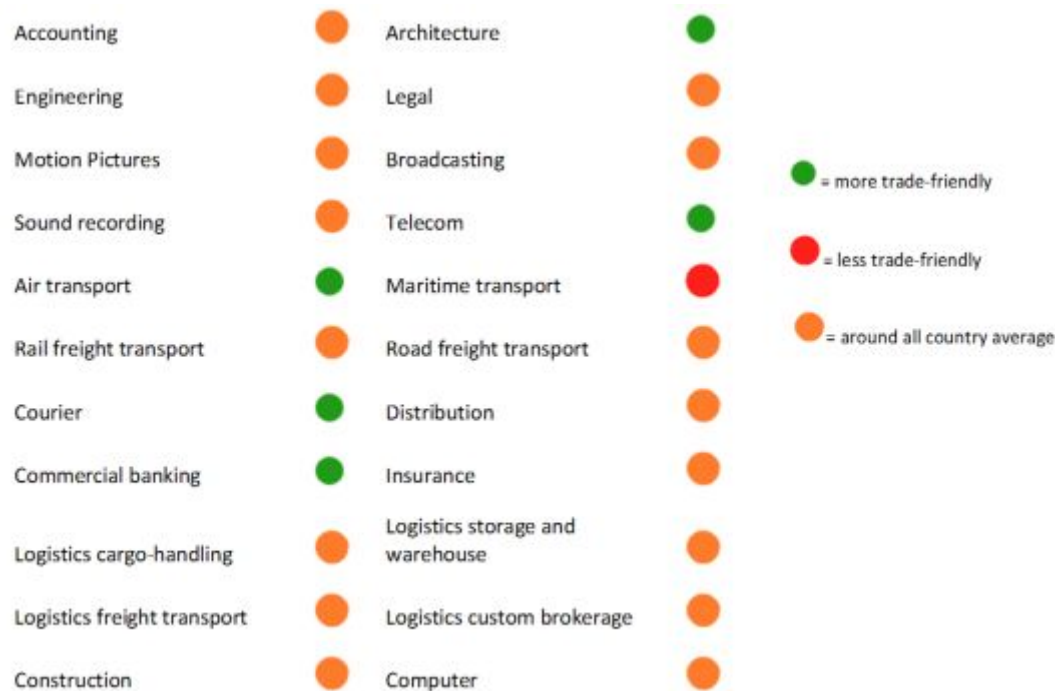 Accounting
Architecture
Engineering
Legal
Motion Pictures
Broadcasting
= more trade-friendly
Sound recording
Telecom
= less trade-friendly
Air transport
Maritime transport
Rail freight transport
Road freight transport
= around all country average
Courier
Distribution
Commercial banking
Insurance
Logistics cargo-handling
Logistics storage and
warehouse
Logistics freight transport
Logistics custom brokerage
Construction
Computer